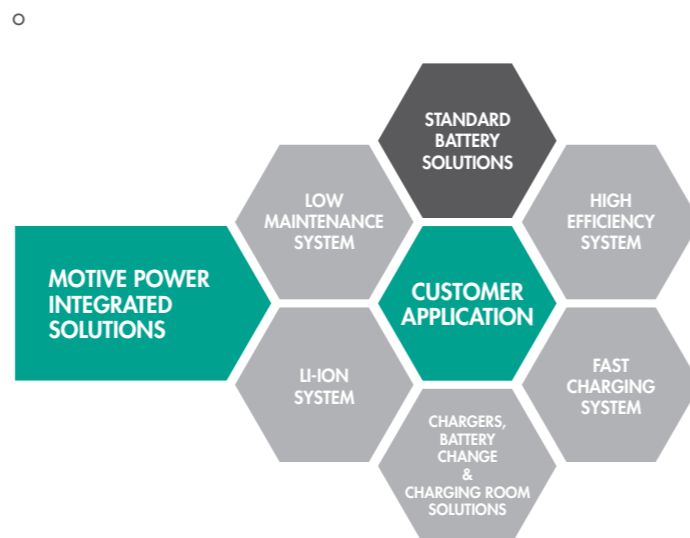 STANDARD
BATTERY
SOLUTIONS
LOW
MAINTENANCE
SYSTEM
HIGH
EFFICIENCY
SYSTEM
MOTIVE POWER
INTEGRATED
SOLUTIONS
CUSTOMER
APPLICATION
LI-ION
SYSTEM
FAST
CHARGING
SYSTEM
CHARGERS,
BATTERY
CHANGE
&
CHARGING ROOM
SOLUTIONS